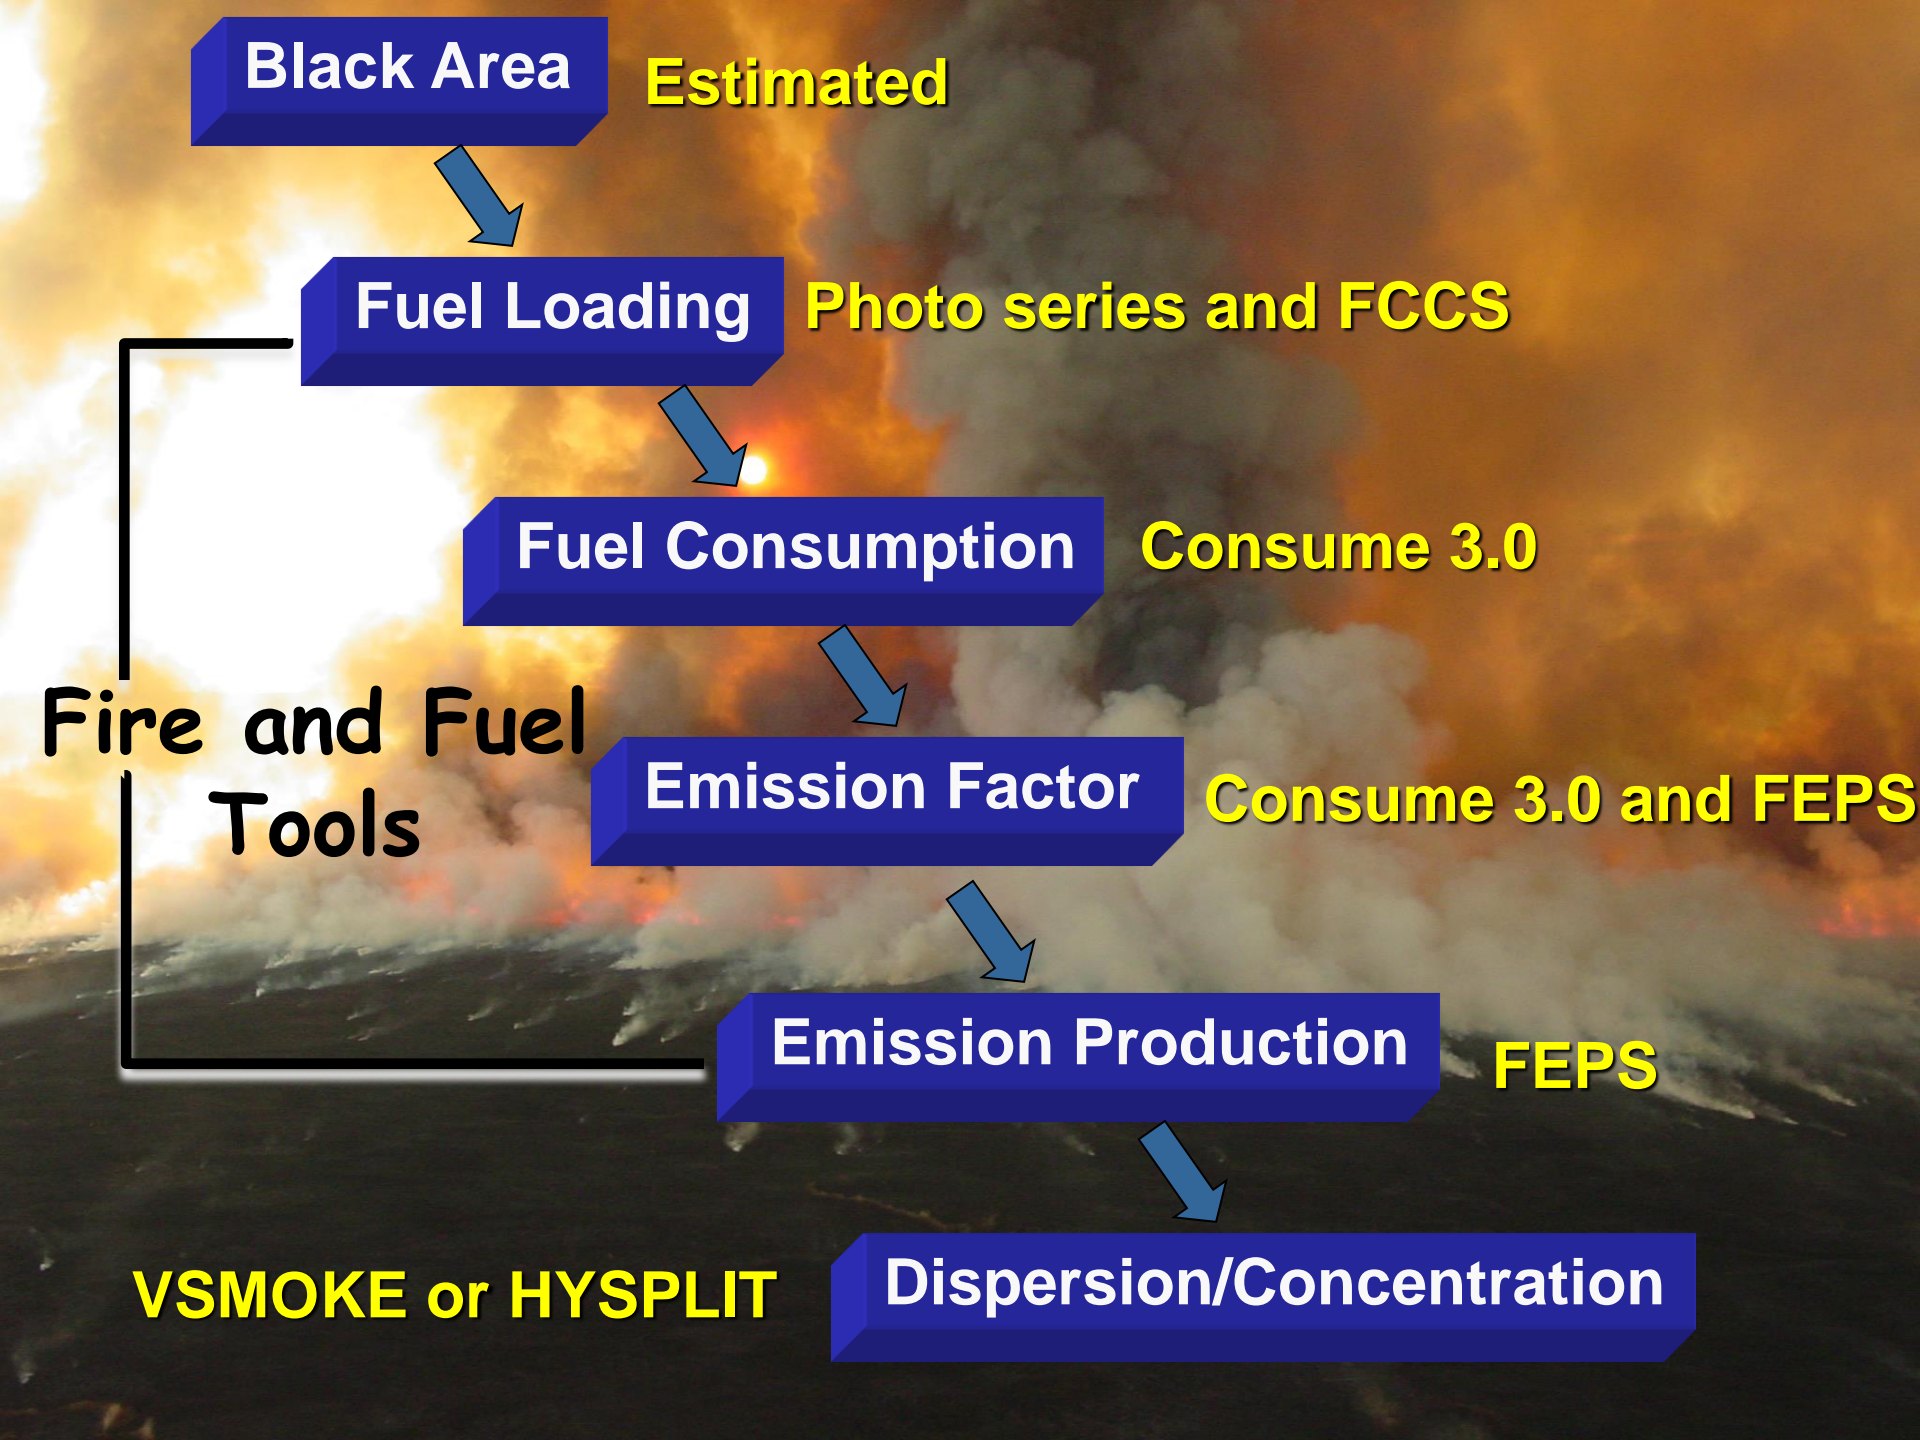 Black Area
Estimated
Fuel Loading
Photo series and FCCS
Fuel Consumption
Consume 3.0
Fire and Fuel
Tools
Emission Factor
Consume 3.0 and FEPS
Emission Production
FEPS
VSMOKE or HYSPLIT
Dispersion/Concentration